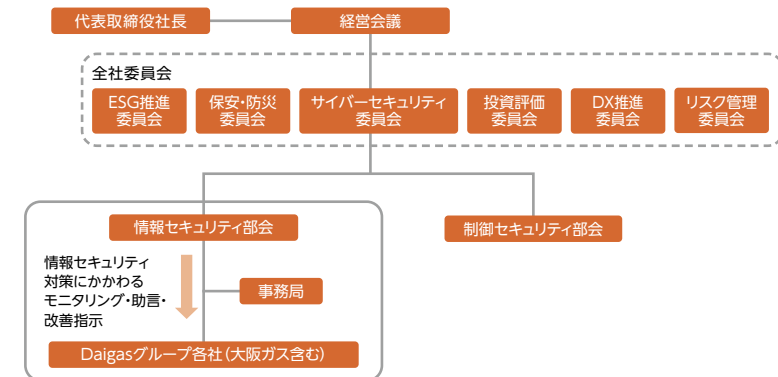 代表取締役社長
経営会議
全社委員会
ESG推進
委員会
保安・防災
委員会
サイバーセキュリティ
委員会
投資評価
委員会
DX推進
委員会
リスク管理
委員会
情報セキュリティ部会
制御セキュリティ部会
情報セキュリティ
対策にかかわる
モニタリング・助言・
改善指示
事務局
Daigasグループ各社（大阪ガス含む）